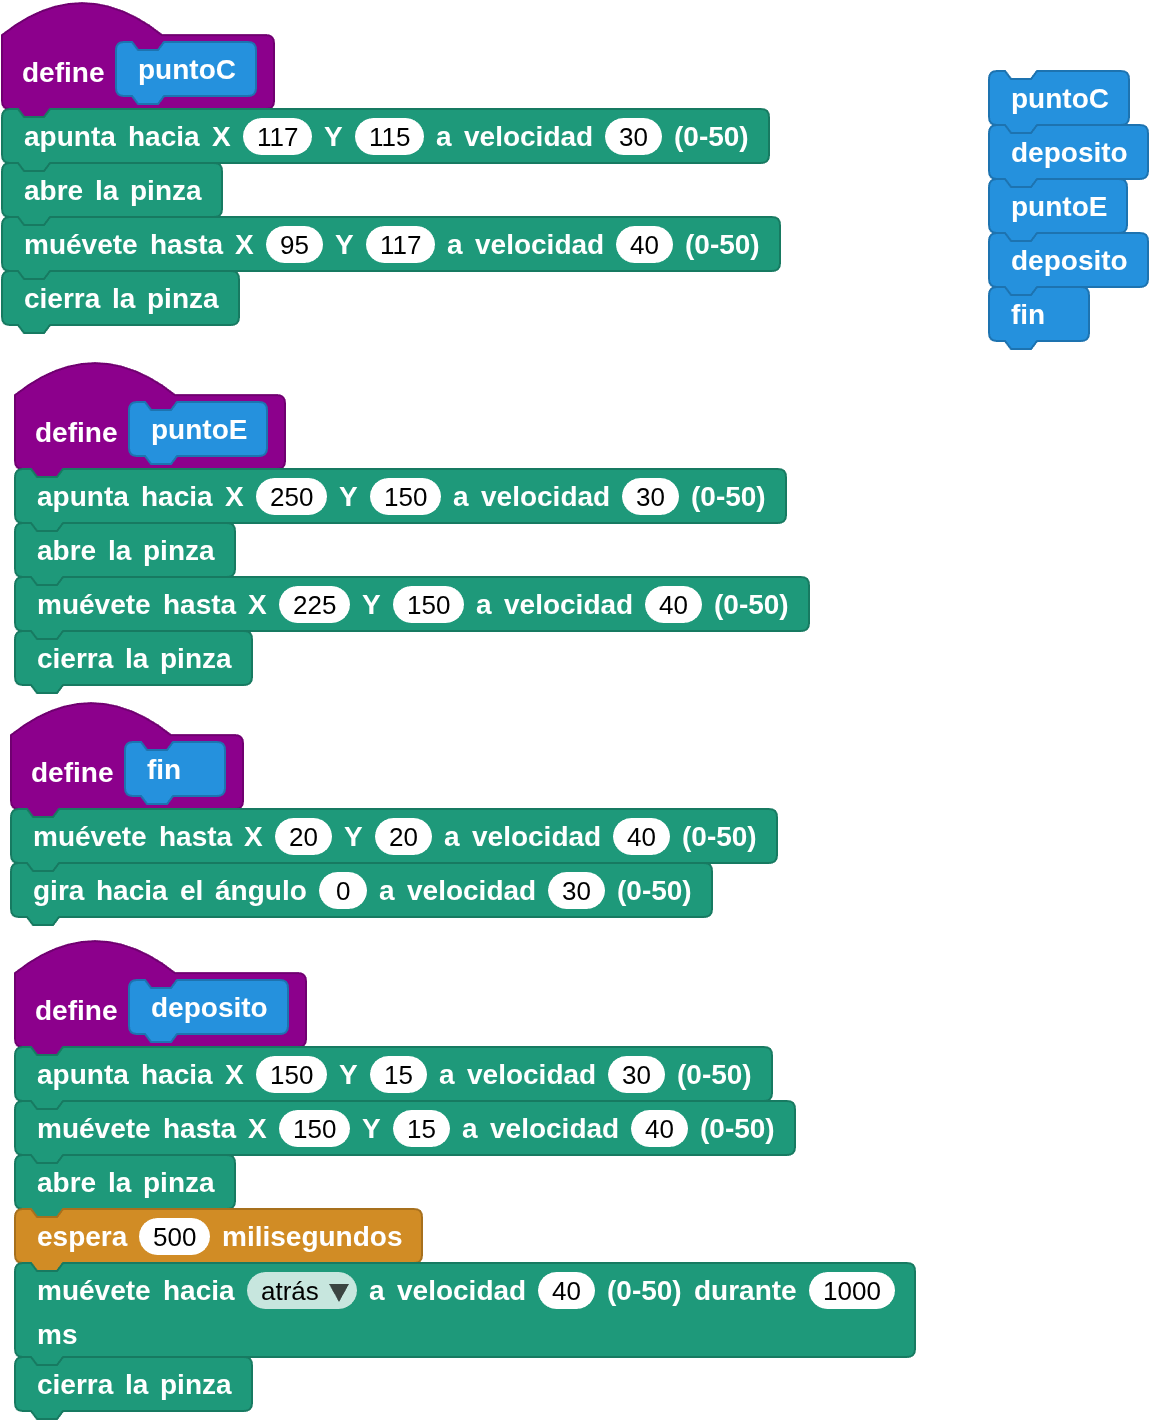 define puntoC
apunta hacia X 117 Y 115 a velocidad 30 (0-50)
abre la pinza
muévete hasta X 95 Y 117 a velocidad 40 (0-50)
cierra la pinza
puntoC
deposito
puntoE
deposito
fin
define puntoE
apunta hacia X 250 Y 150 a velocidad 30 (0-50)
abre la pinza
muévete hasta X 225 Y 150 a velocidad 40 (0-50)
cierra la pinza
define fin
muévete hasta X 20 Y 20 a velocidad 40 (0-50)
gira hacia el ángulo 0 a velocidad 30 (0-50)
define deposito
apunta hacia X 150 Y 15 a velocidad 30 (0-50)
muévete hasta X 150 Y 15 a velocidad 40 (0-50)
abre la pinza
espera 500 milisegundos
muévete hacia atrás a velocidad 40 (0-50) durante 1000
ms
cierra la pinza